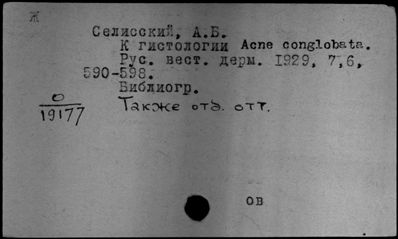 Ж
Селисский, А.Б.
К гистологии Acne conglobata.
Рус. вест. дерм. 1929, 7,6,
590-598.
Библиогр.
О
19177
Также отд. отт.
ОВ